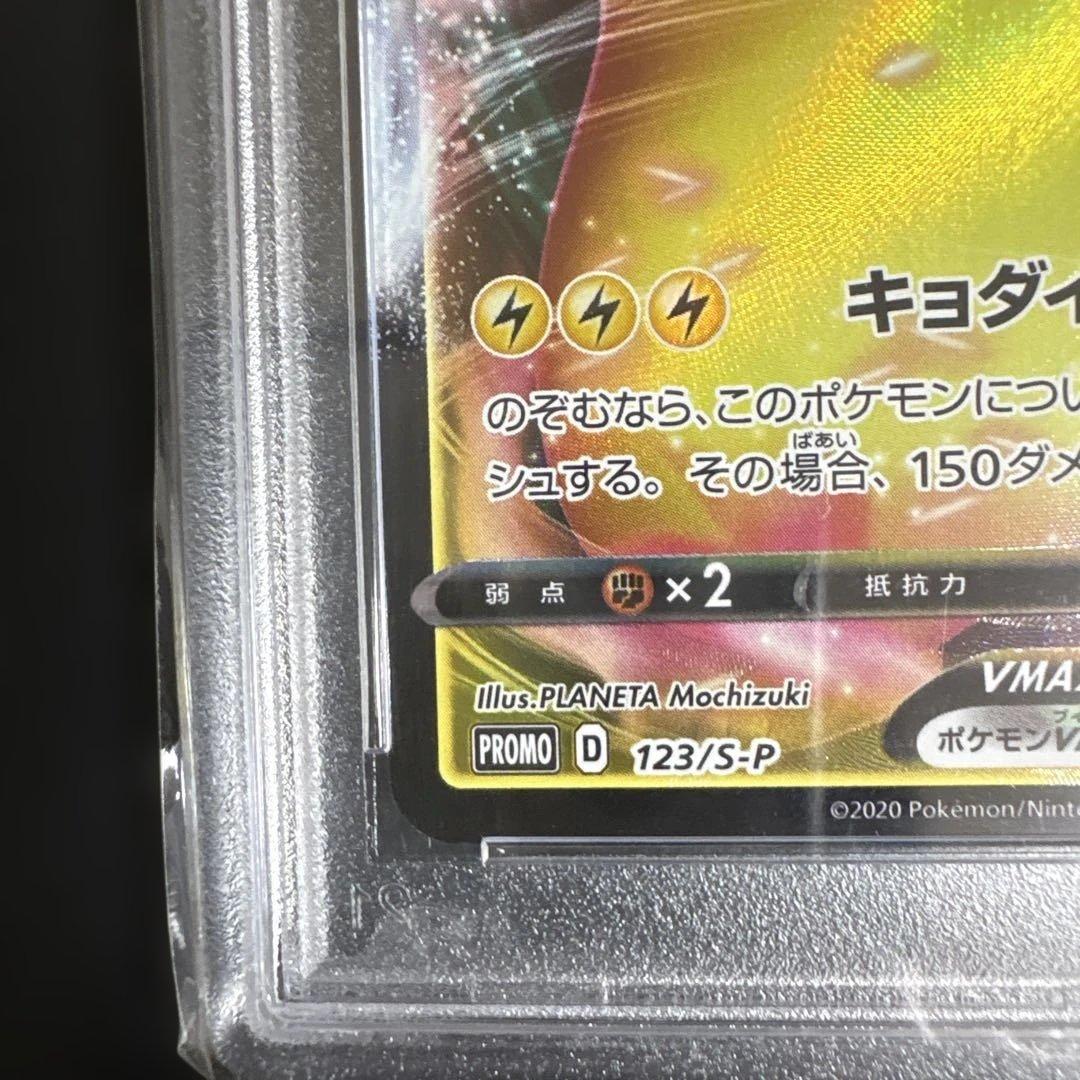 キョダイ
のぞむなら、このポケモンについ
ばあい
シュする。その場合、150ダメ
弱点 ×2 抵抗力
VMAX
Illus.PLANETA Mochizuki
ポケモンV
PROMO D 123/S-P
©2020 Pokémon/Ninte